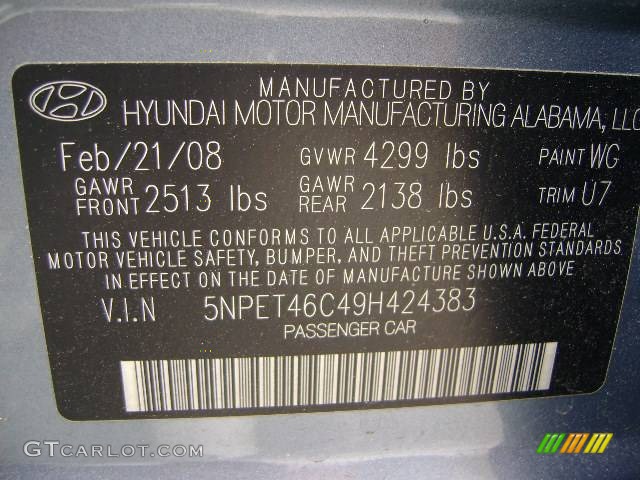 MANUFACTURED BY
HYUNDAI MOTOR MANUFACTURING ALABAMA, LLC
Feb/21/08 GVWR 4299 lbs PAINT WG
GAWR FRONT 2513 lbs GAWR REAR 2138 lbs TRIM U7
THIS VEHICLE CONFORMS TO ALL APPLICABLE U.S.A. FEDERAL
MOTOR VEHICLE SAFETY, BUMPER, AND THEFT PREVENTION STANDARDS
IN EFFECT ON THE DATE OF MANUFACTURE SHOWN ABOVE.
V.I.N 5NPET46C49H424383
PASSENGER CAR
GTCarLot.com